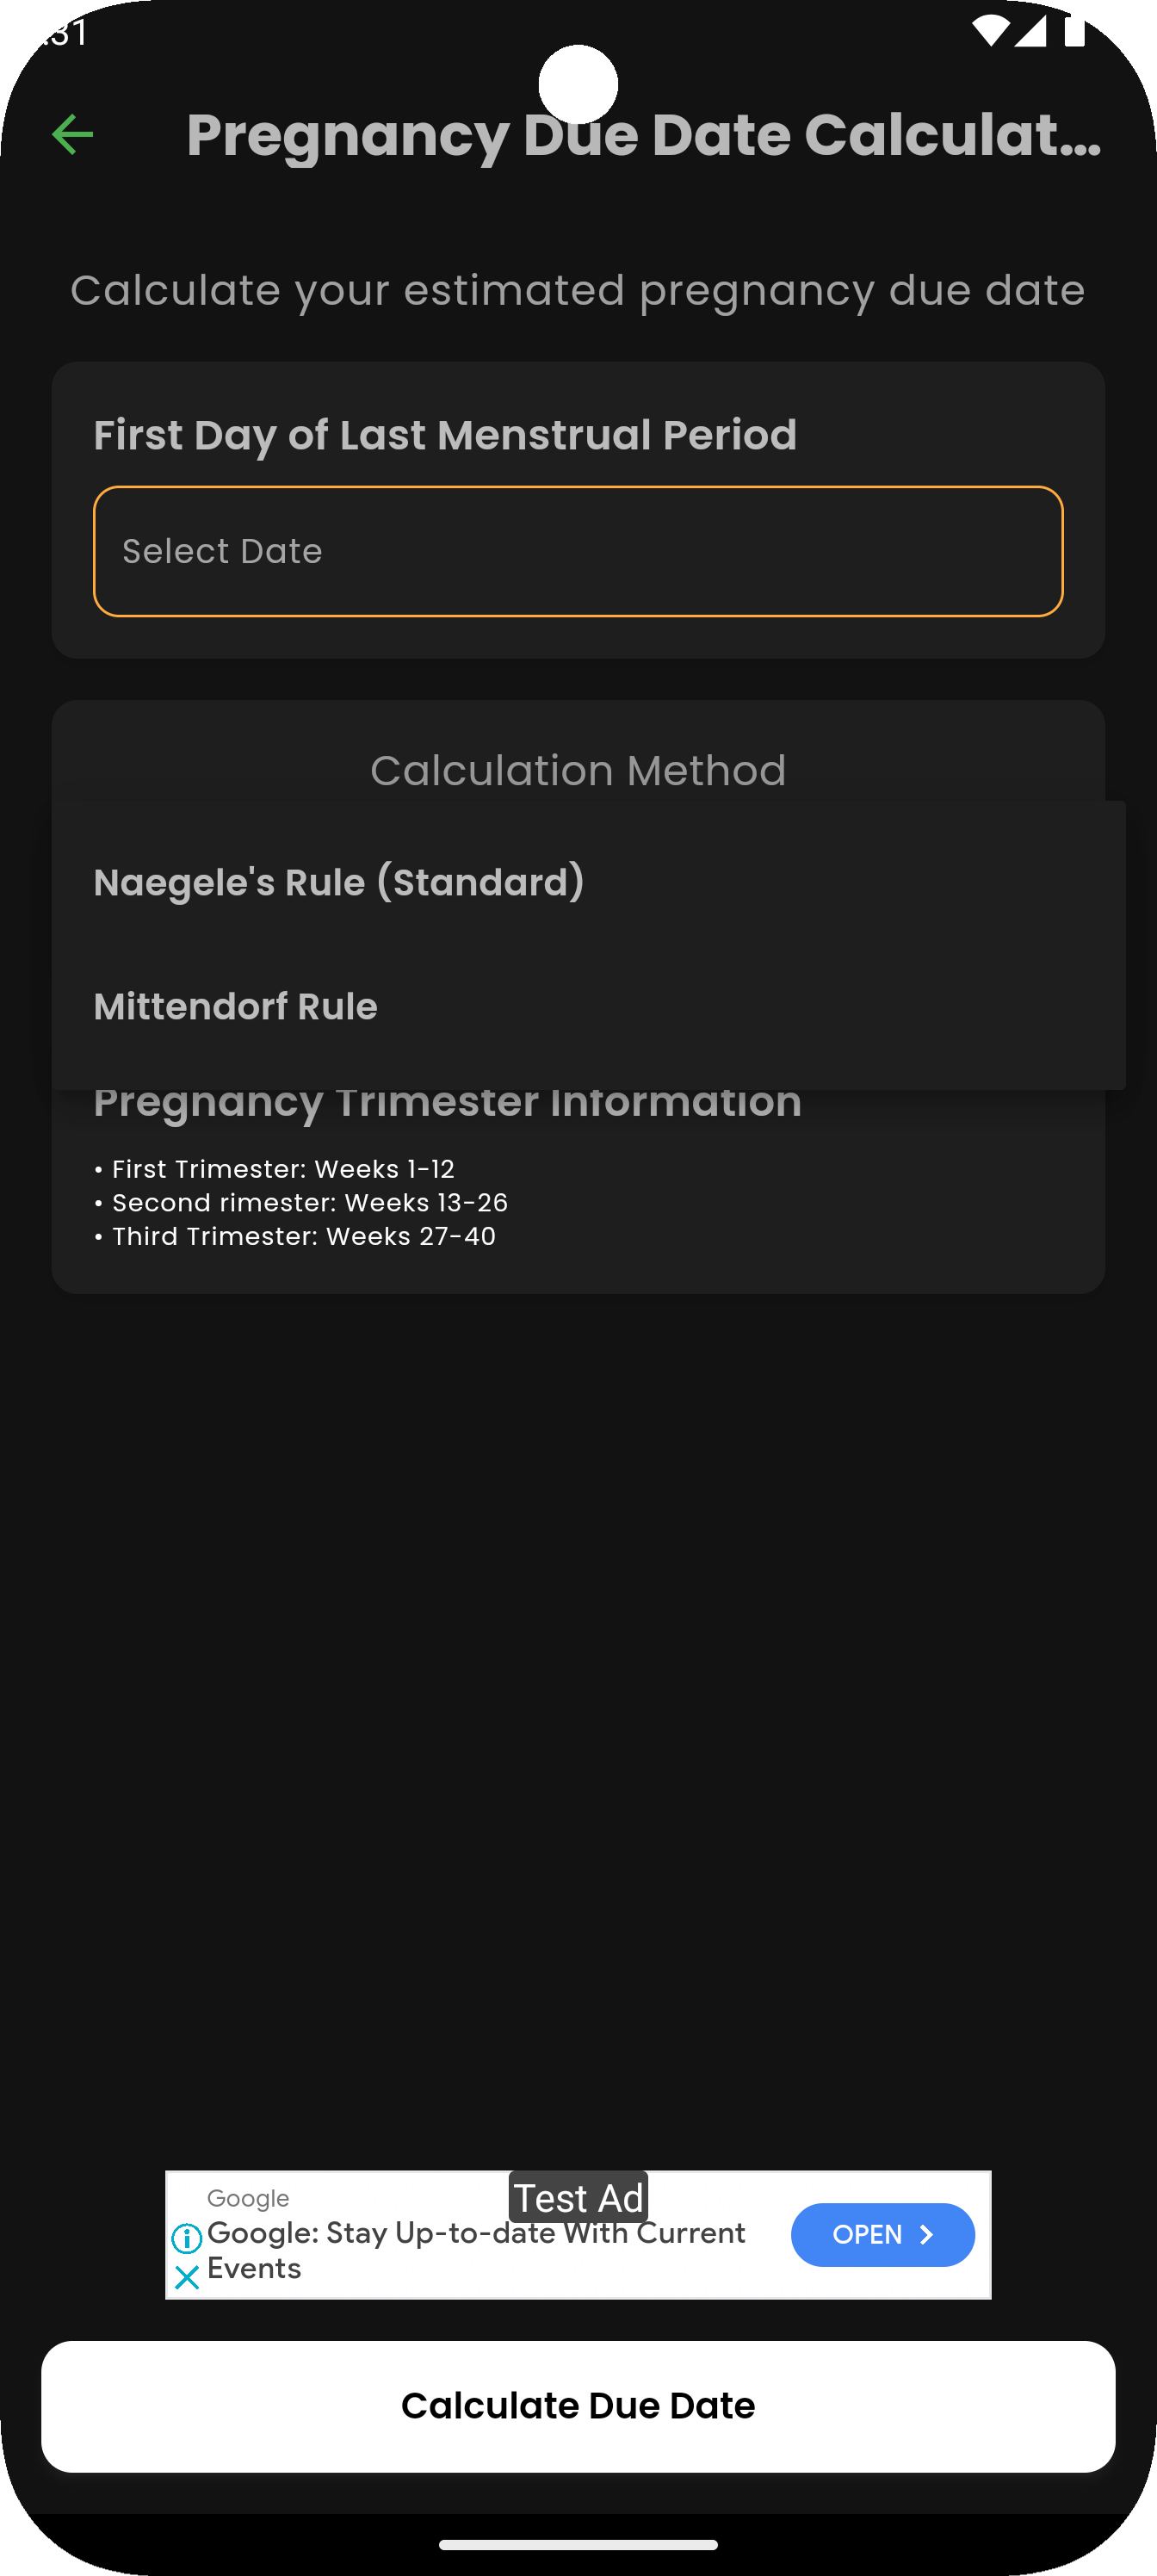 :31
Pregnancy Due Date Calculat...
Calculate your estimated pregnancy due date
First Day of Last Menstrual Period
Select Date
Calculation Method
Naegele's Rule (Standard)
Mittendorf Rule
Pregnancy Trimester Information
• First Trimester: Weeks 1-12
• Second rimester: Weeks 13-26
• Third Trimester: Weeks 27-40
Test Ad
Google
Google: Stay Up-to-date With Current
Events
OPEN
Calculate Due Date